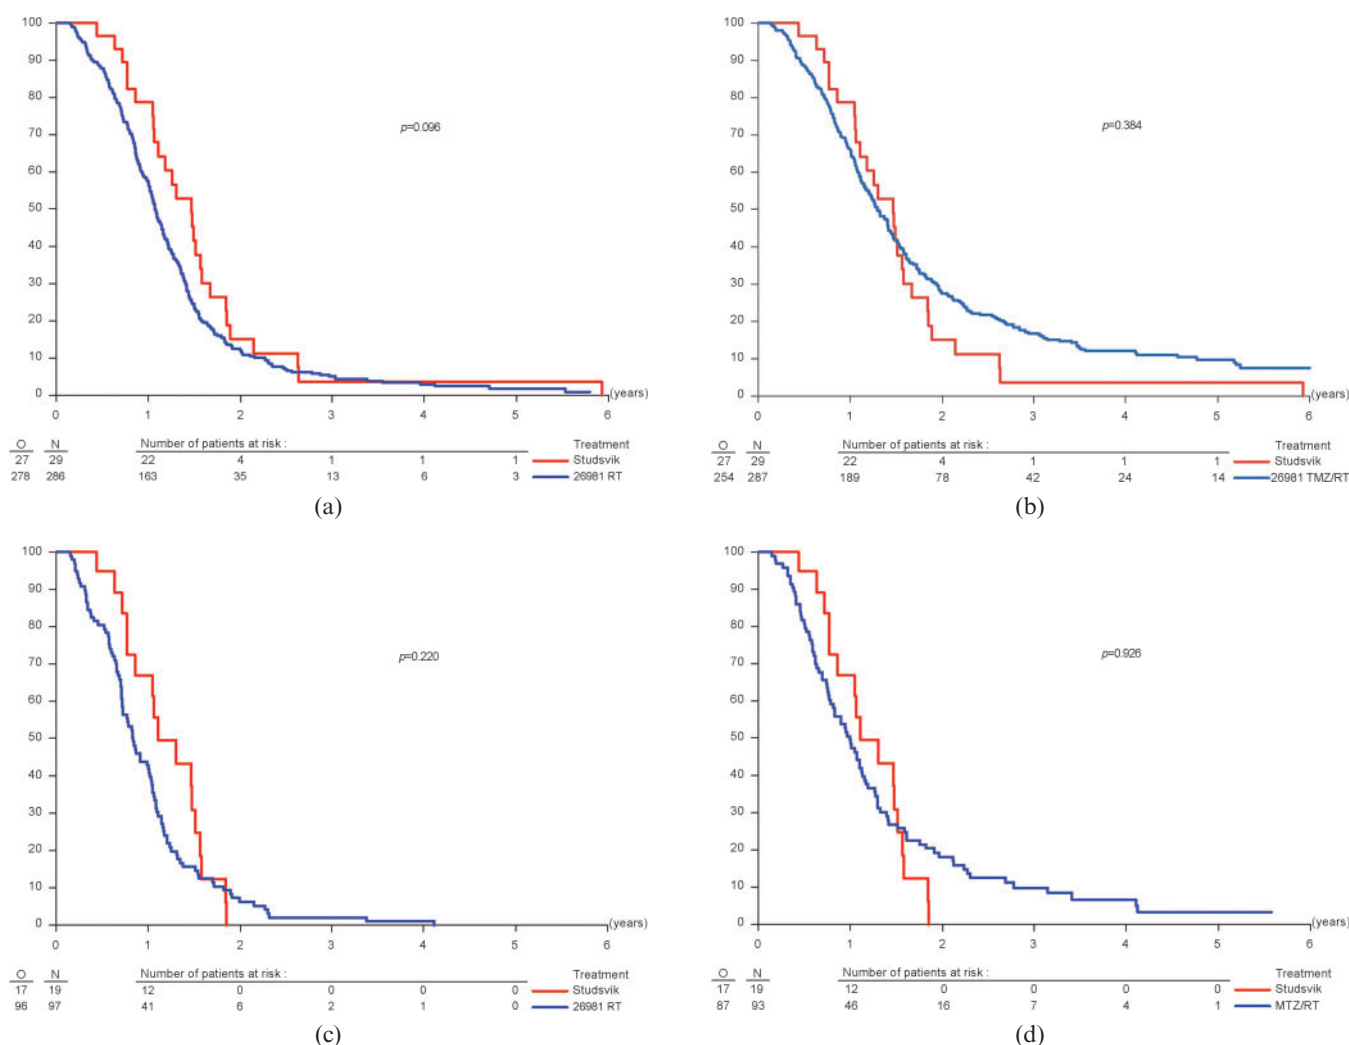 100
90
80
70
60
50
40
30
20
10
0
p=0.096
(years)
0 1 2 3 4 5 6
O N Number of patients at risk : Treatment
27 29 22 4 1 1 1 Studsvik
278 286 163 35 13 6 3 26981 RT
(a)
100
90
80
70
60
50
40
30
20
10
0
p=0.384
(years)
0 1 2 3 4 5 6
O N Number of patients at risk : Treatment
27 29 22 4 1 1 1 Studsvik
254 287 189 78 42 24 14 26981 TMZ/RT
(b)
100
90
80
70
60
50
40
30
20
10
0
p=0.220
(years)
0 1 2 3 4 5 6
O N Number of patients at risk : Treatment
17 19 12 0 0 0 0 Studsvik
96 97 41 6 2 1 0 26981 RT
(c)
100
90
80
70
60
50
40
30
20
10
0
p=0.926
(years)
0 1 2 3 4 5 6
O N Number of patients at risk : Treatment
17 19 12 0 0 0 0 Studsvik
87 93 46 16 7 4 1 MTZ/RT
(d)